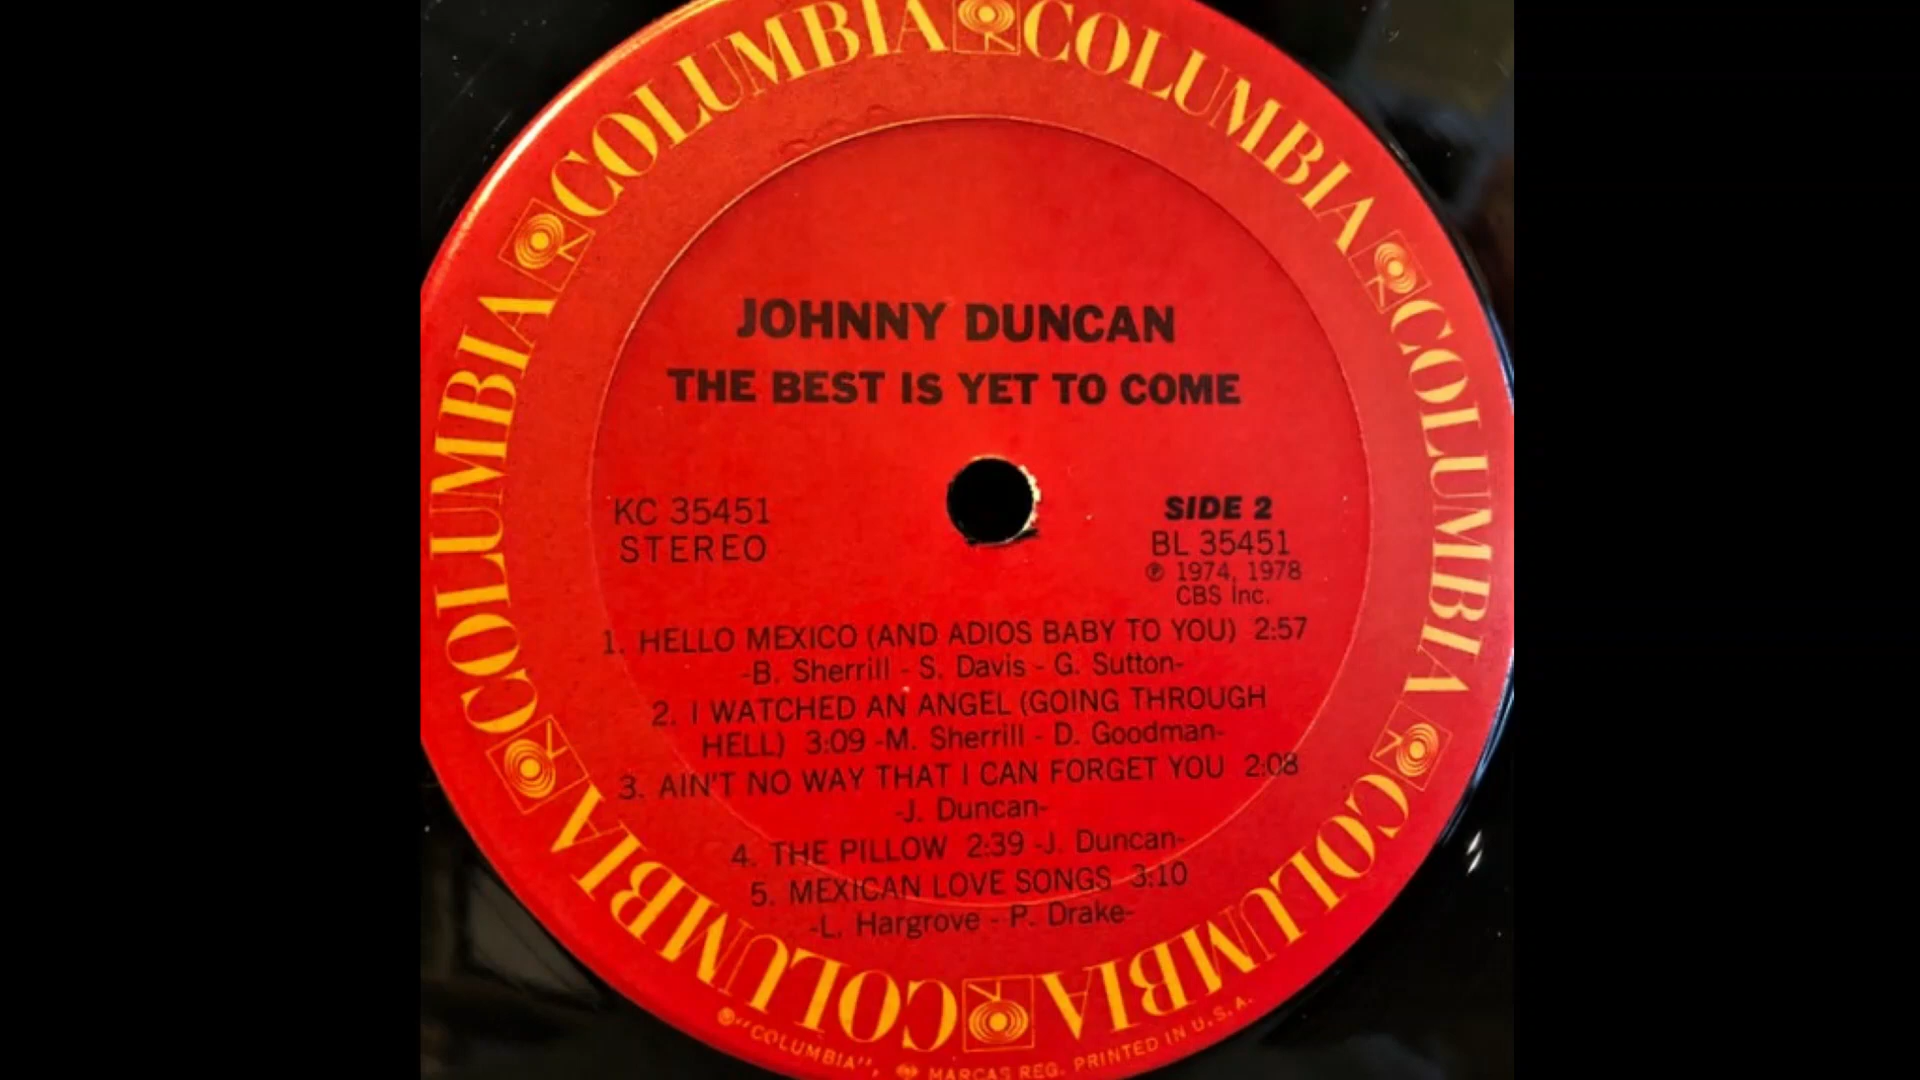 COLUMBIA COLUMBIA COLUMBIA COLUMBIA COLUMBIA COLUMBIA COLUMBIA
JOHNNY DUNCAN
THE BEST IS YET TO COME
KC 35451
STEREO
SIDE 2
BL 35451
℗ 1974, 1978
CBS Inc.
1. HELLO MEXICO (AND ADIOS BABY TO YOU) 2:57
-B. Sherrill - S. Davis - G. Sutton-
2. I WATCHED AN ANGEL (GOING THROUGH
HELL) 3:09 -M. Sherrill - D. Goodman-
3. AIN'T NO WAY THAT I CAN FORGET YOU 2:08
-J. Duncan-
4. THE PILLOW 2:39 -J. Duncan-
5. MEXICAN LOVE SONGS 3:10
-L. Hargrove - P. Drake-
"COLUMBIA", MARCAS REG. PRINTED IN U.S.A.